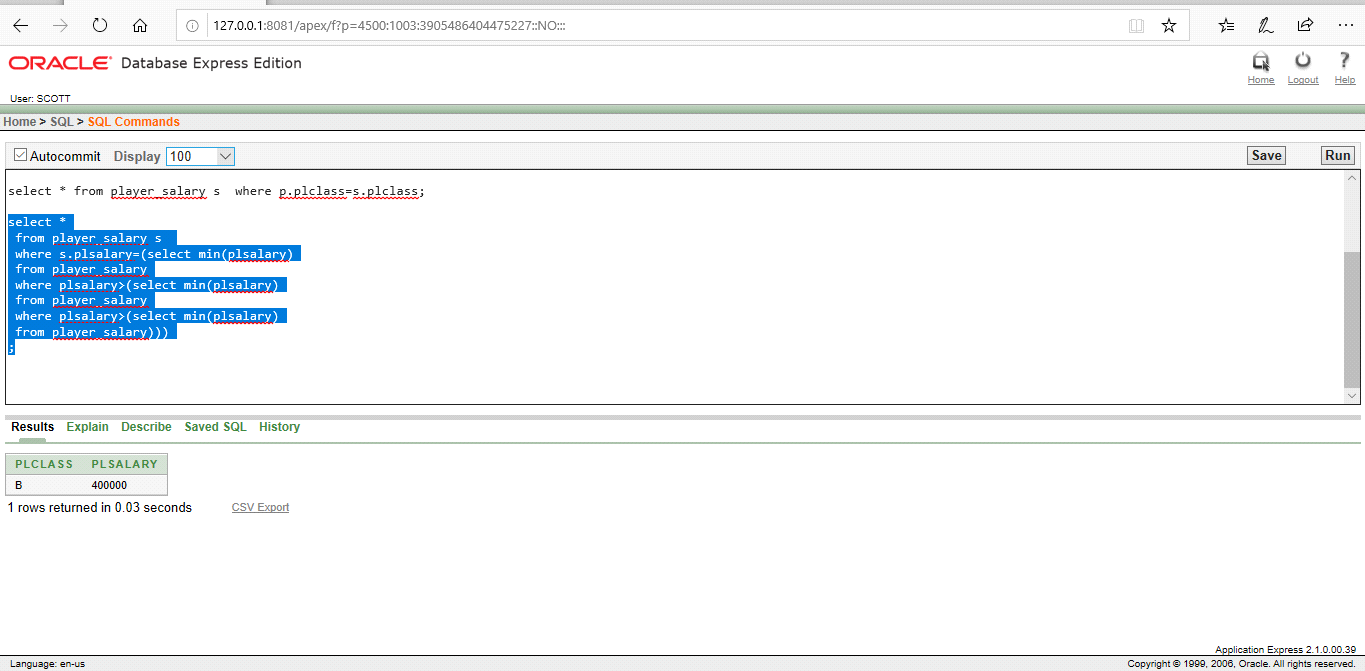 127.0.0.1:8081/apex/f?p=4500:1003:3905486404475227::NO:::
ORACLE® Database Express Edition
Home Logout Help
User: SCOTT
Home > SQL > SQL Commands
Autocommit Display 100 Save Run
select * from player_salary s  where p.plclass=s.plclass;
select *
from player_salary s
where s.plsalary=(select min(plsalary)
from player_salary
where plsalary>(select min(plsalary)
from player_salary
where plsalary>(select min(plsalary)
from player_salary)))
;
Results Explain Describe Saved SQL History
PLCLASS PLSALARY
B 400000
1 rows returned in 0.03 seconds CSV Export
Application Express 2.1.0.00.39
Language: en-us Copyright © 1999, 2006, Oracle. All rights reserved.